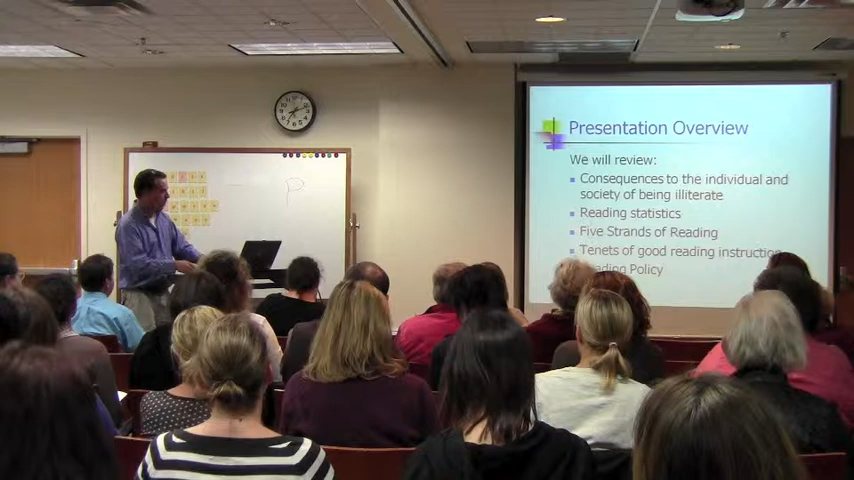 P
Presentation Overview
We will review:
Consequences to the individual and
society of being illiterate
Reading statistics
Five Strands of Reading
Tenets of good reading instruction
Policy